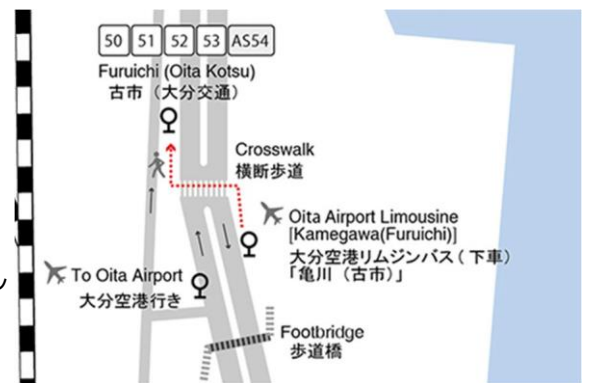 50 51 52 53 AS54
Furuichi (Oita Kotsu)
古市（大分交通）
Crosswalk
横断歩道
Oita Airport Limousine
[Kamegawa(Furuichi)]
大分空港リムジンバス（下車）
「亀川（古市）」
To Oita Airport
大分空港行き
Footbridge
歩道橋